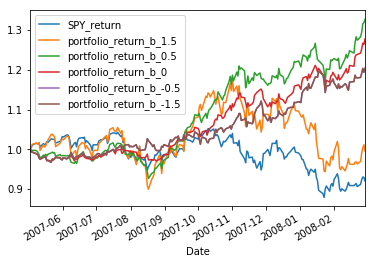 SPY_return
portfolio_return_b_1.5
portfolio_return_b_0.5
portfolio_return_b_0
portfolio_return_b_-0.5
portfolio_return_b_-1.5
1.3
1.2
1.1
1.0
0.9
2007-06
2007-07
2007-08
2007-09
2007-10
2007-11
2007-12
2008-01
2008-02
Date